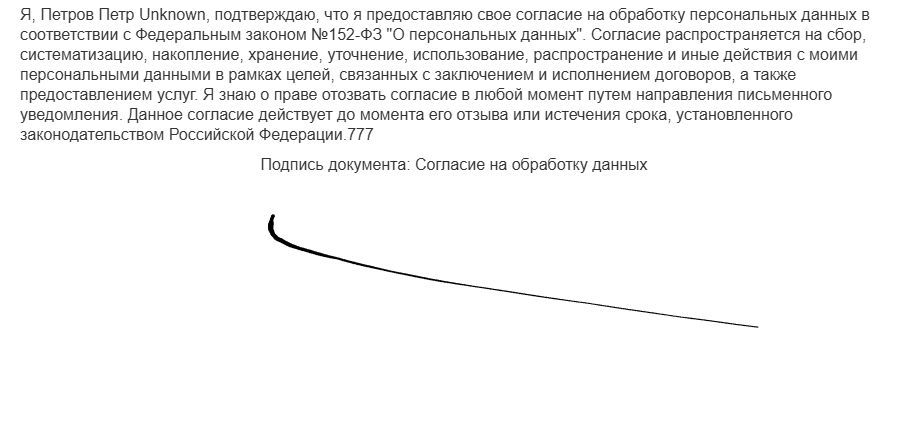 Я, Петров Петр Unknown, подтверждаю, что я предоставляю свое согласие на обработку персональных данных в
соответствии с Федеральным законом №152-ФЗ "О персональных данных". Согласие распространяется на сбор,
систематизацию, накопление, хранение, уточнение, использование, распространение и иные действия с моими
персональными данными в рамках целей, связанных с заключением и исполнением договоров, а также
предоставлением услуг. Я знаю о праве отозвать согласие в любой момент путем направления письменного
уведомления. Данное согласие действует до момента его отзыва или истечения срока, установленного
законодательством Российской Федерации.777
Подпись документа: Согласие на обработку данных